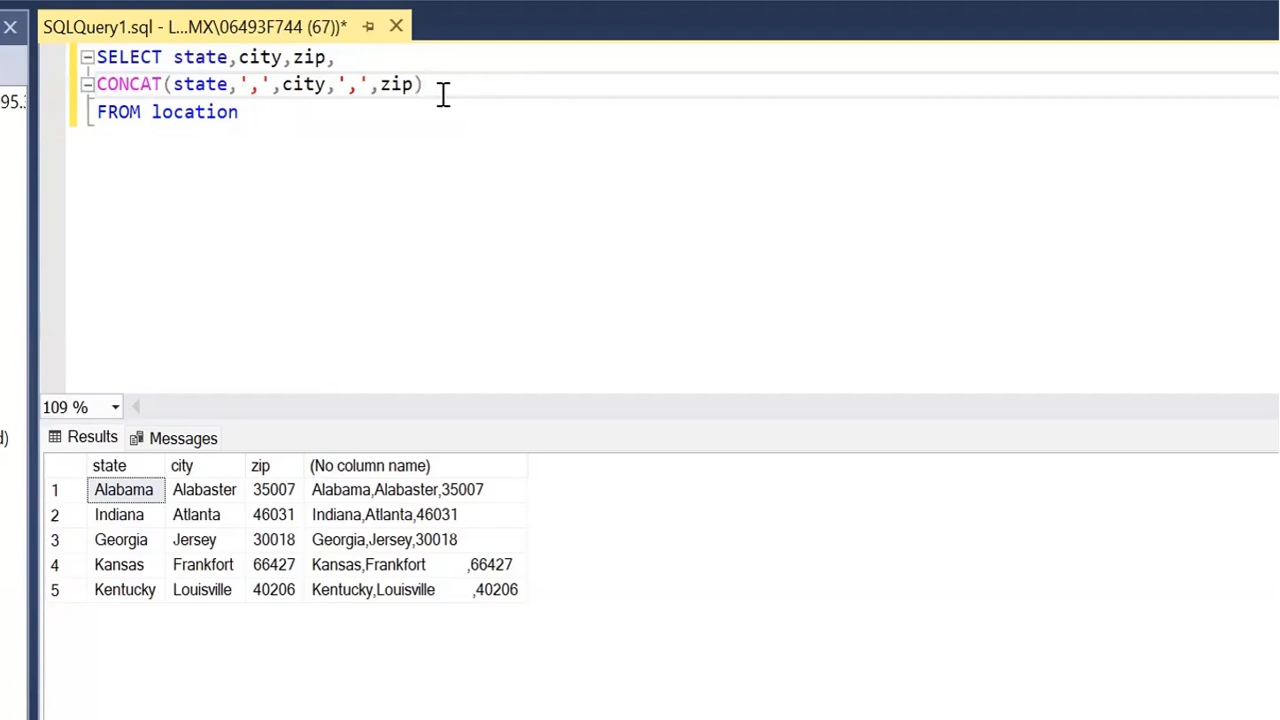 SQLQuery1.sql - L...MX\06493F744 (67))*
SELECT state,city,zip,
CONCAT(state,',',city,',',zip)
FROM location
95.3
109 %
d)
Results Messages
state city zip (No column name)
1 Alabama Alabaster 35007 Alabama,Alabaster,35007
2 Indiana Atlanta 46031 Indiana,Atlanta,46031
3 Georgia Jersey 30018 Georgia,Jersey,30018
4 Kansas Frankfort 66427 Kansas,Frankfort ,66427
5 Kentucky Louisville 40206 Kentucky,Louisville ,40206